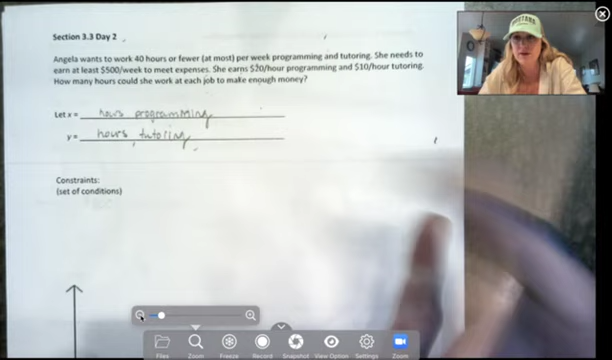 Section 3.3 Day 2
Angela wants to work 40 hours or fewer (at most) per week programming and tutoring. She needs to
earn at least $500/week to meet expenses. She earns $20/hour programming and $10/hour tutoring.
How many hours could she work at each job to make enough money?
Let x = hours programming
y = hours tutoring
Constraints:
(set of conditions)
Files Zoom Freeze Record Snapshot View Option Settings Zoom